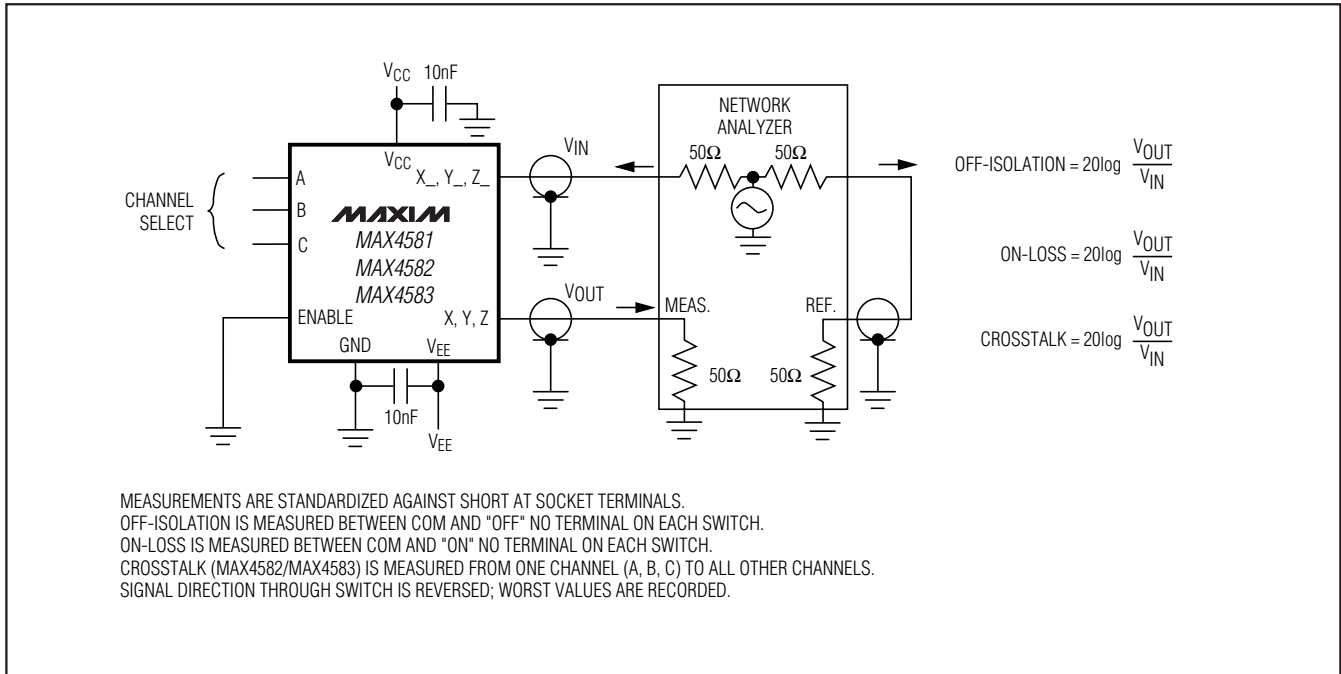 VCC 10nF
VCC
CHANNEL
SELECT
A
B
C
ENABLE
GND
VEE
X_, Y_, Z_
MAXIM
MAX4581
MAX4582
MAX4583
X, Y, Z
10nF
VEE
VIN
VOUT
NETWORK
ANALYZER
50Ω 50Ω
MEAS. REF.
50Ω 50Ω
OFF-ISOLATION = 20log VOUT
VIN
ON-LOSS = 20log VOUT
VIN
CROSSTALK = 20log VOUT
VIN
MEASUREMENTS ARE STANDARDIZED AGAINST SHORT AT SOCKET TERMINALS.
OFF-ISOLATION IS MEASURED BETWEEN COM AND "OFF" NO TERMINAL ON EACH SWITCH.
ON-LOSS IS MEASURED BETWEEN COM AND "ON" NO TERMINAL ON EACH SWITCH.
CROSSTALK (MAX4582/MAX4583) IS MEASURED FROM ONE CHANNEL (A, B, C) TO ALL OTHER CHANNELS.
SIGNAL DIRECTION THROUGH SWITCH IS REVERSED; WORST VALUES ARE RECORDED.